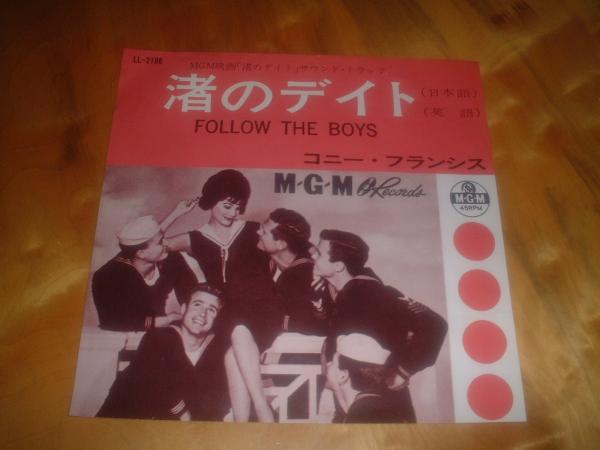 LL-2186
MGM映画「渚のデイト」サウンド・トラック
渚のデイト(日本語)
(英語)
FOLLOW THE BOYS
コニー・フランシス
M-G-M Records
M-G-M
45RPM